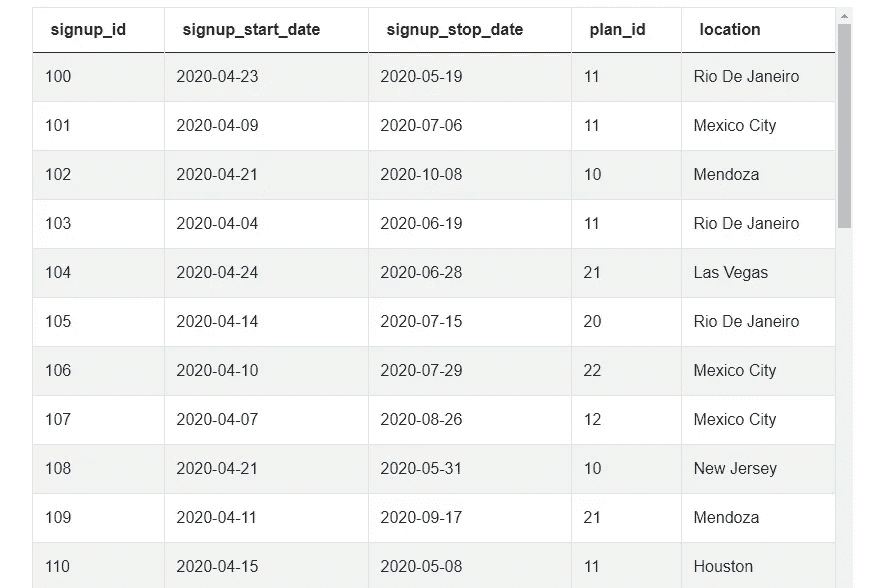 signup_id signup_start_date signup_stop_date plan_id location
100 2020-04-23 2020-05-19 11 Rio De Janeiro
101 2020-04-09 2020-07-06 11 Mexico City
102 2020-04-21 2020-10-08 10 Mendoza
103 2020-04-04 2020-06-19 11 Rio De Janeiro
104 2020-04-24 2020-06-28 21 Las Vegas
105 2020-04-14 2020-07-15 20 Rio De Janeiro
106 2020-04-10 2020-07-29 22 Mexico City
107 2020-04-07 2020-08-26 12 Mexico City
108 2020-04-21 2020-05-31 10 New Jersey
109 2020-04-11 2020-09-17 21 Mendoza
110 2020-04-15 2020-05-08 11 Houston